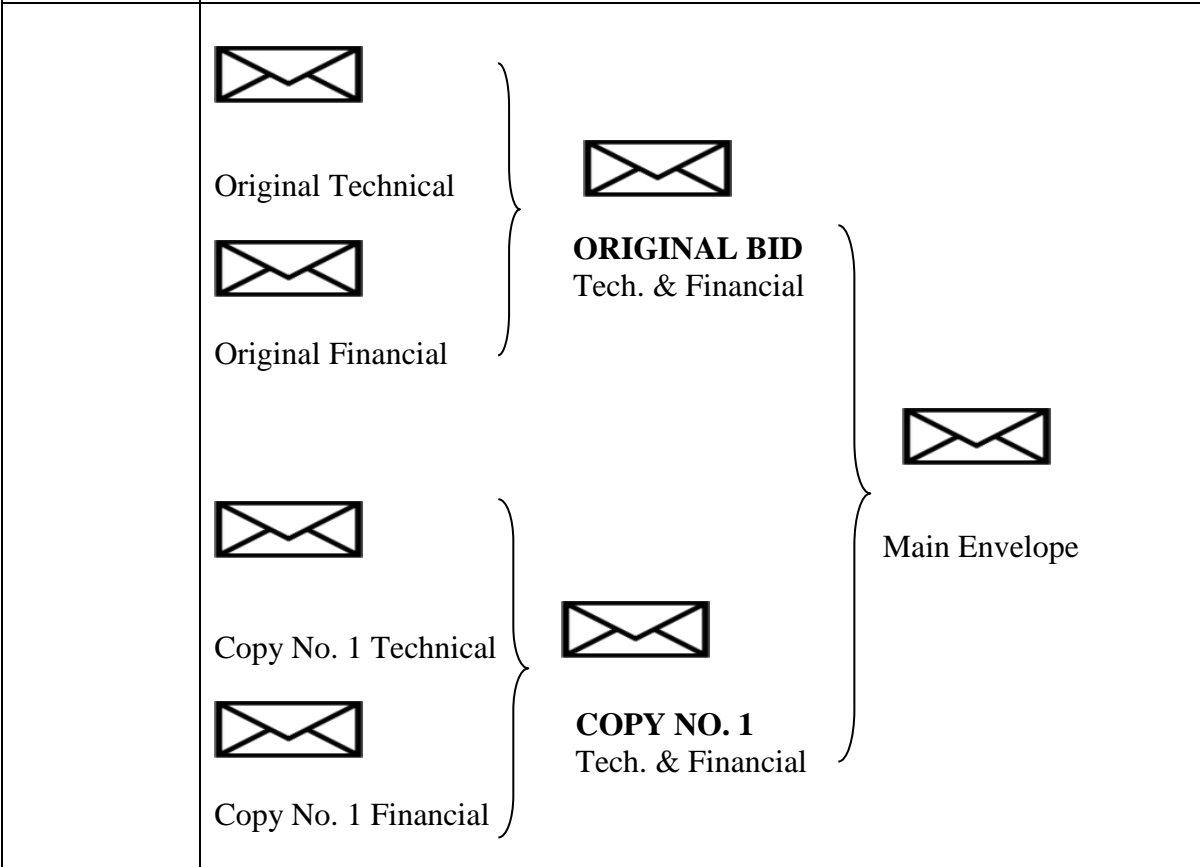 Original Technical
Original Financial
ORIGINAL BID
Tech. & Financial
Copy No. 1 Technical
Copy No. 1 Financial
COPY NO. 1
Tech. & Financial
Main Envelope